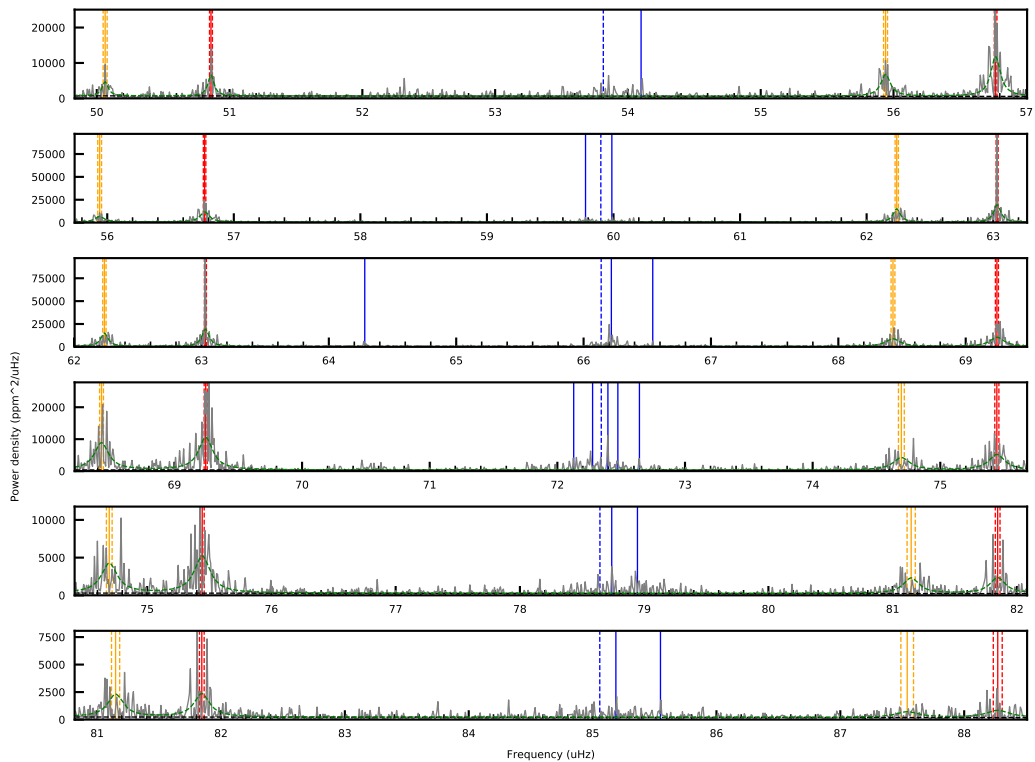 20000
10000
0
50 51 52 53 54 55 56 57
75000
50000
25000
0
56 57 58 59 60 61 62 63
75000
50000
25000
0
62 63 64 65 66 67 68 69
Power density (ppm^2/uHz)
20000
10000
0
69 70 71 72 73 74 75
10000
5000
0
75 76 77 78 79 80 81 82
7500
5000
2500
0
81 82 83 84 85 86 87 88
Frequency (uHz)